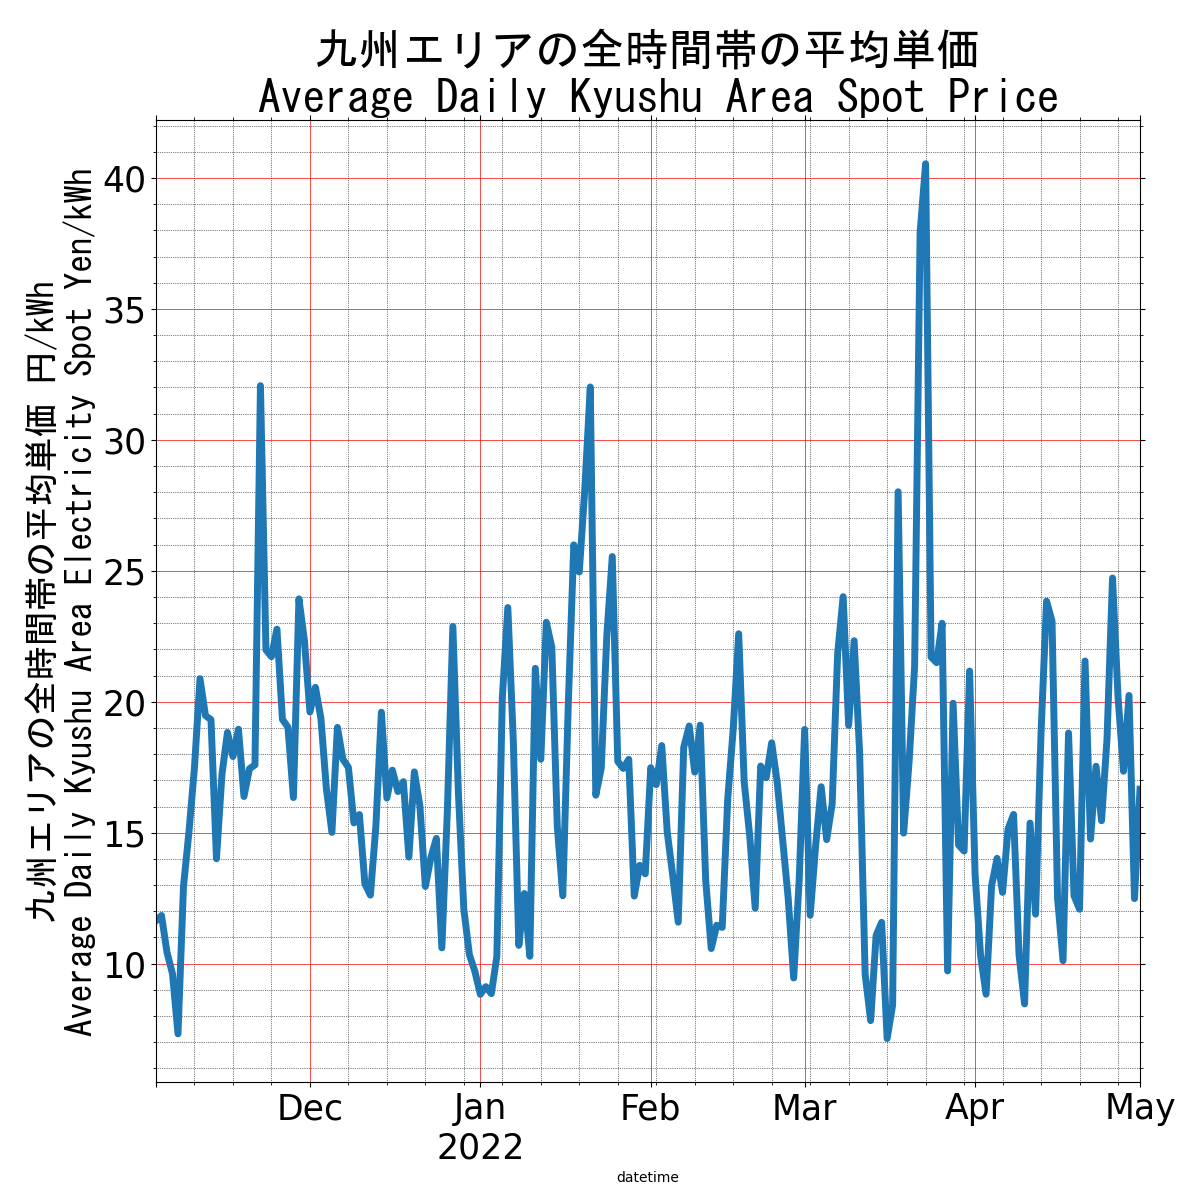 九州エリアの全時間帯の平均単価
Average Daily Kyushu Area Spot Price
九州エリアの全時間帯の平均単価 円/kWh
Average Daily Kyushu Area Electricity Spot Yen/kWh
40
35
30
25
20
15
10
Dec
Jan
2022
Feb
Mar
Apr
May
datetime